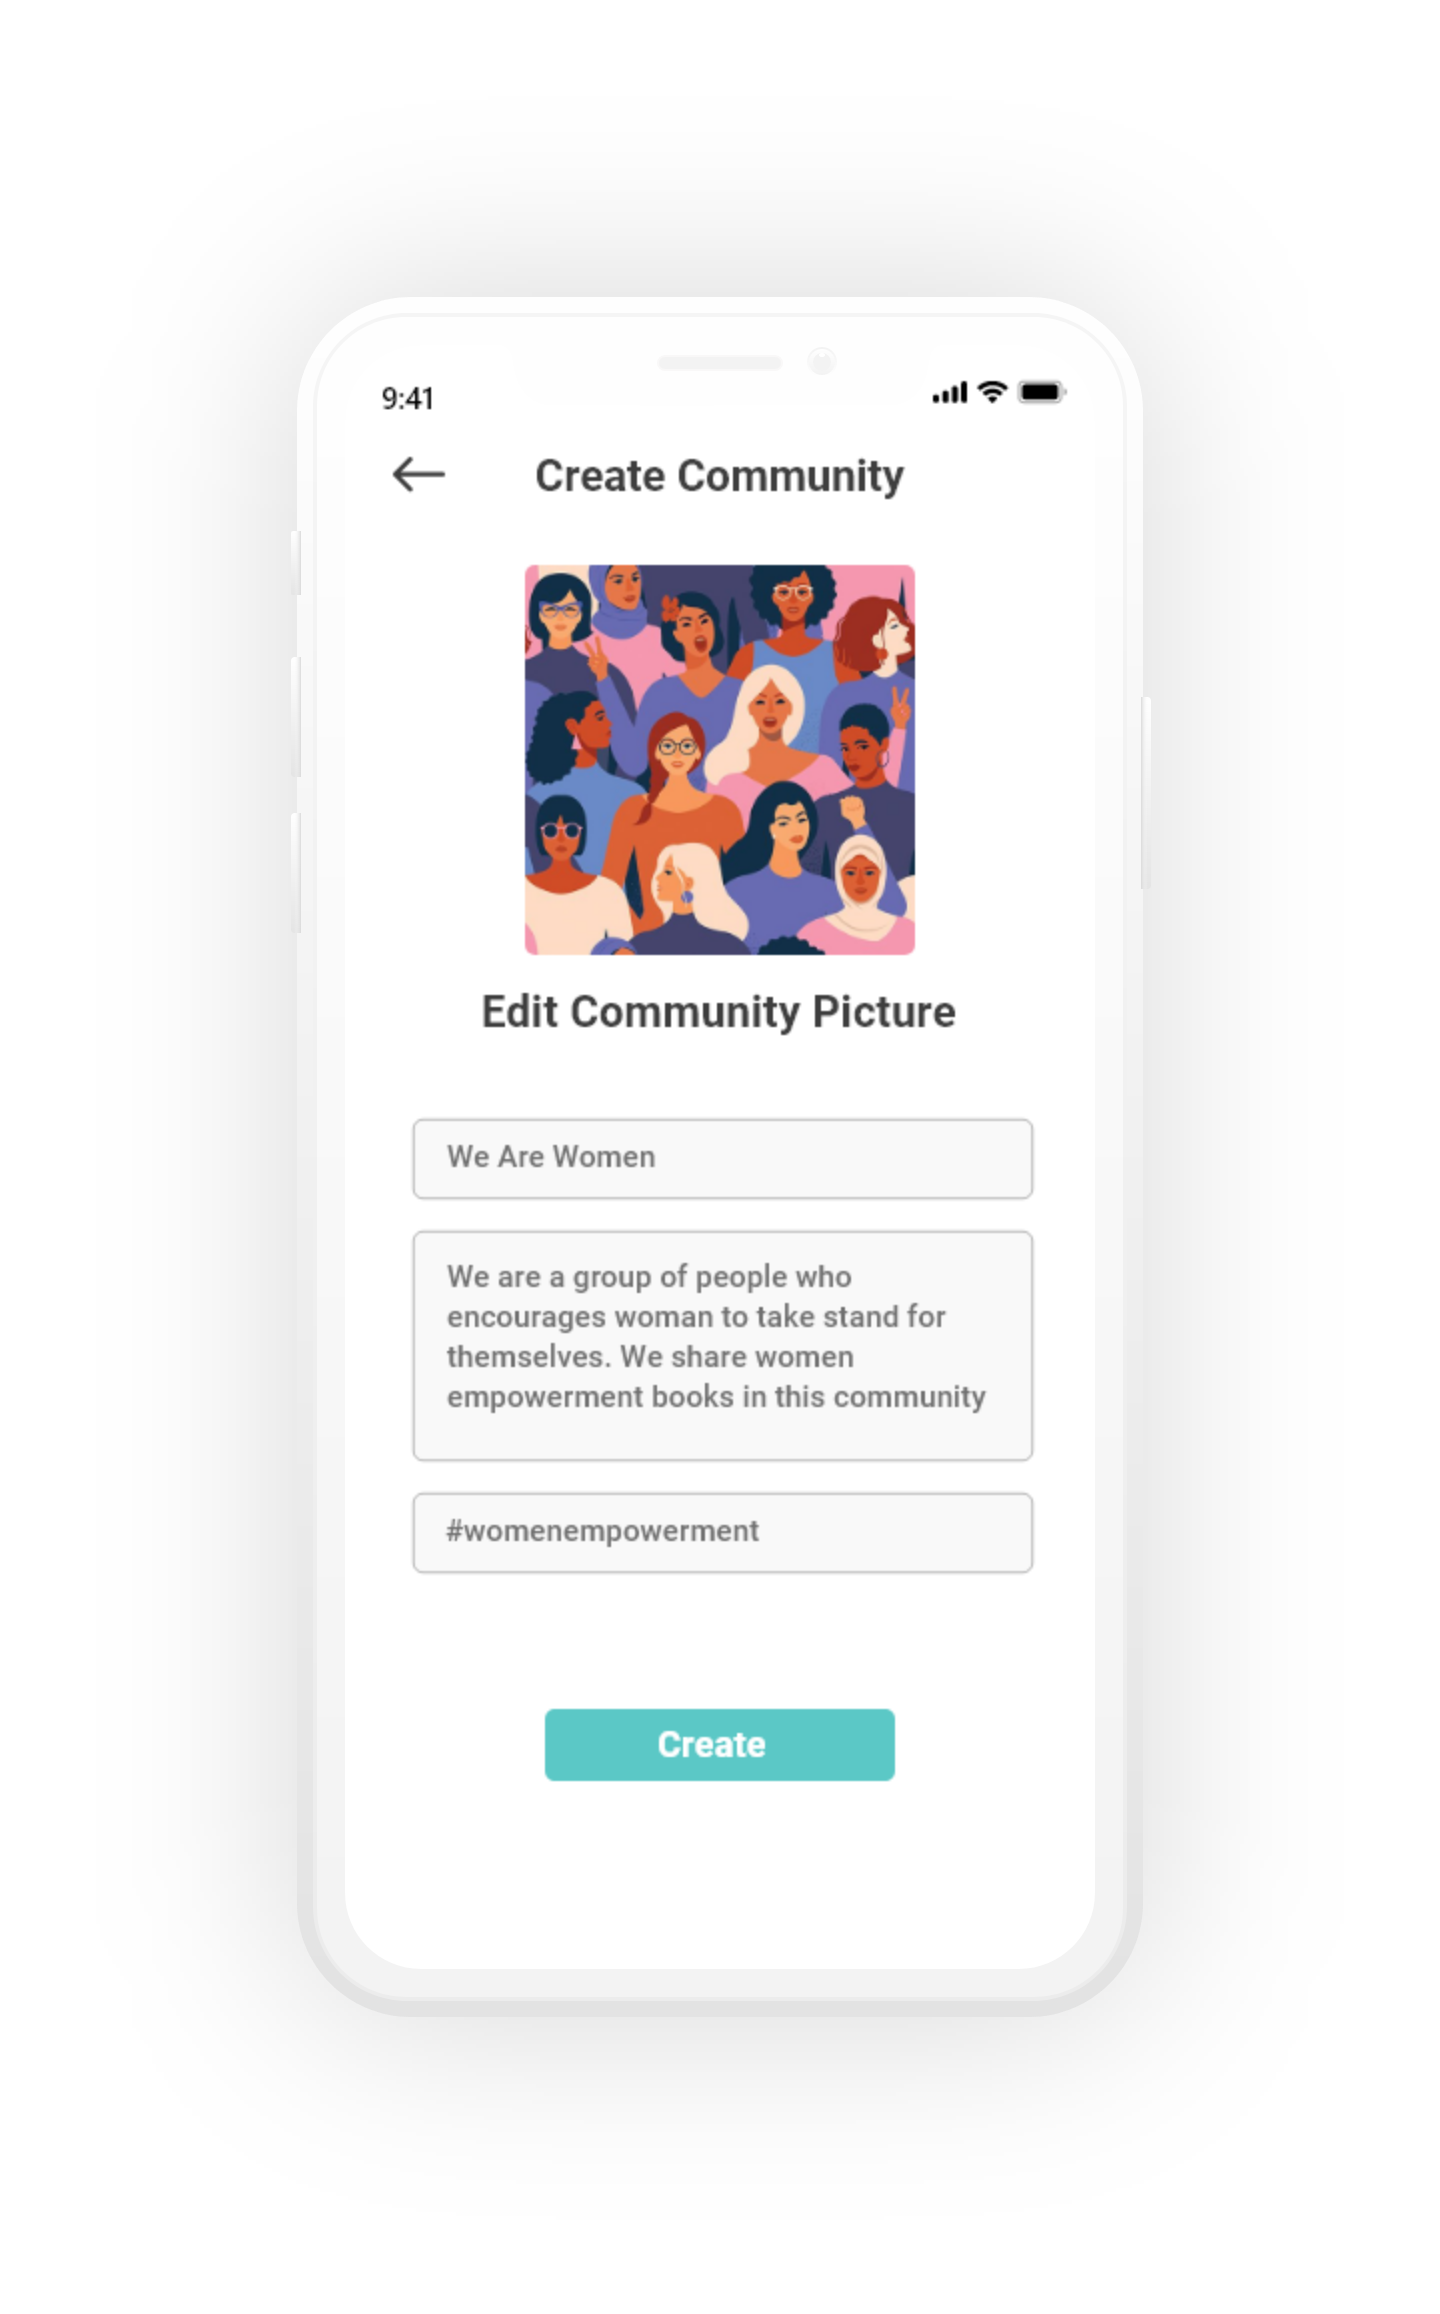 9:41
Create Community
Edit Community Picture
We Are Women
We are a group of people who
encourages woman to take stand for
themselves. We share women
empowerment books in this community
#womenempowerment
Create